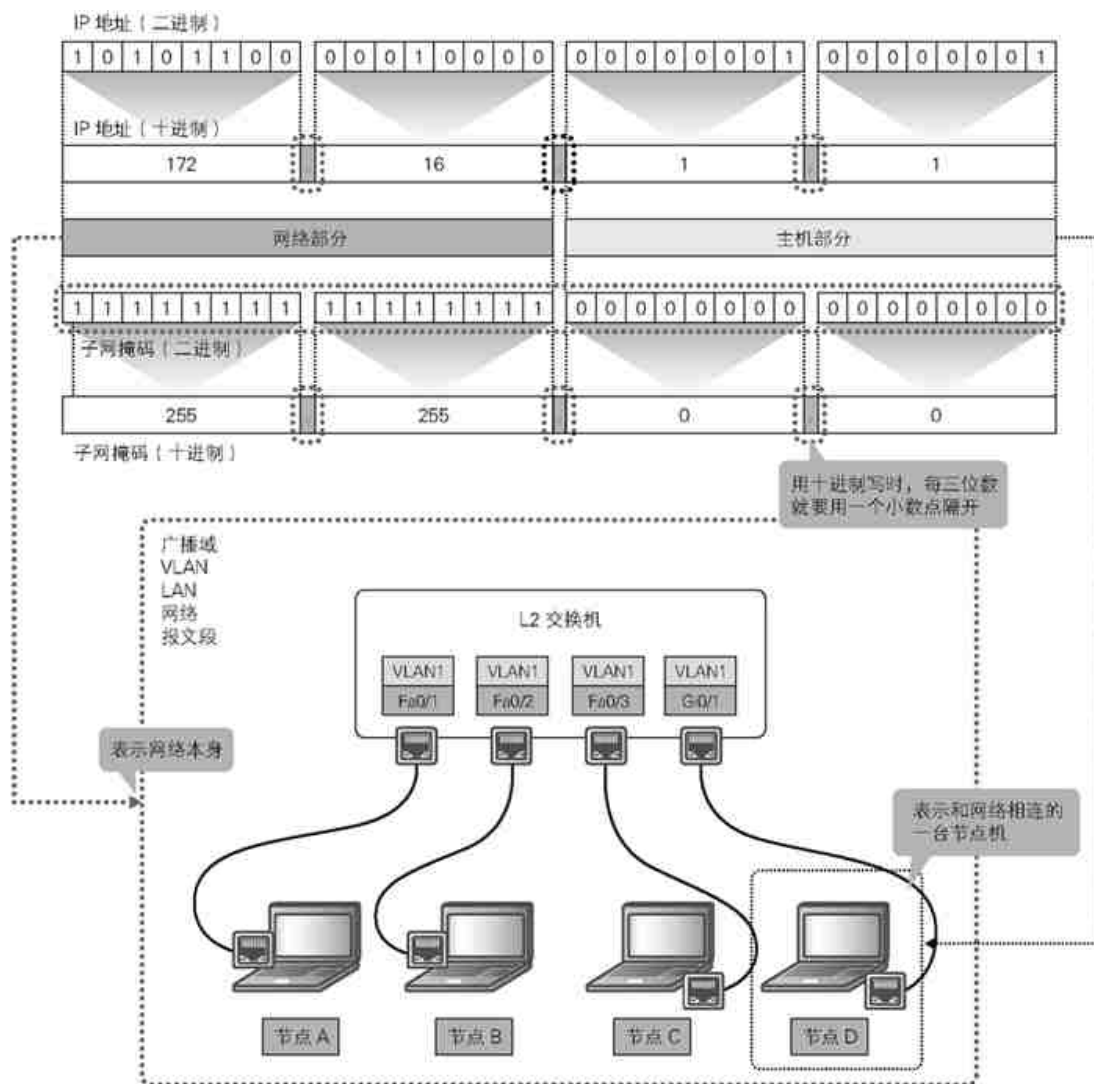 IP 地址（二进制）
1 0 1 0 1 1 0 0 0 0 0 1 0 0 0 0 0 0 0 0 0 0 0 1 0 0 0 0 0 0 0 1
IP 地址（十进制）
172 16 1 1
网络部分 主机部分
1 1 1 1 1 1 1 1 1 1 1 1 1 1 1 1 0 0 0 0 0 0 0 0 0 0 0 0 0 0 0 0
子网掩码（二进制）
255 255 0 0
子网掩码（十进制）
用十进制写时，每三位数
就要用一个小数点隔开
广播域
VLAN
LAN
网络
报文段
L2 交换机
VLAN1 VLAN1 VLAN1 VLAN1
Fa0/1 Fa0/2 Fa0/3 Gi0/1
表示网络本身
表示和网络相连的
一台节点机
节点 A 节点 B 节点 C 节点 D